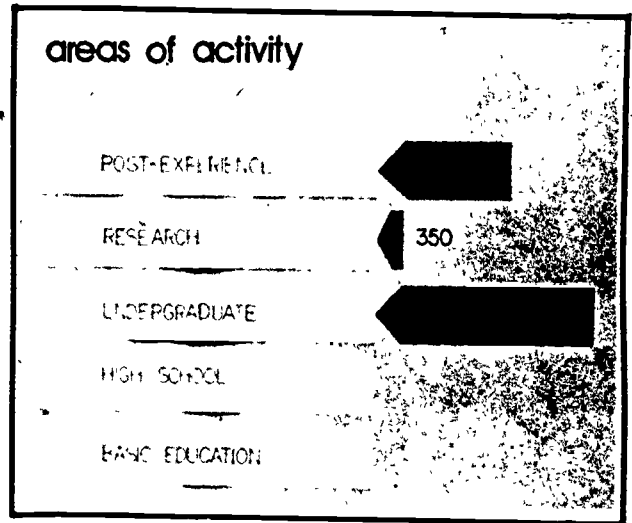 areas of activity
POST-EXPERIENCE
RESEARCH
350
UNDERGRADUATE
HIGH SCHOOL
BASIC EDUCATION